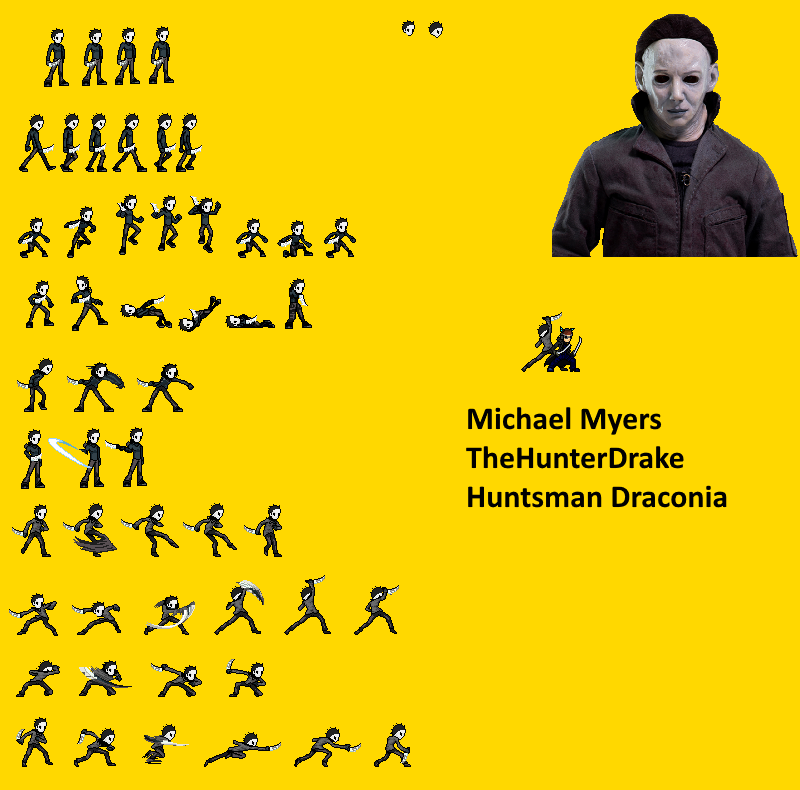 Michael Myers
TheHunterDrake
Huntsman Draconia